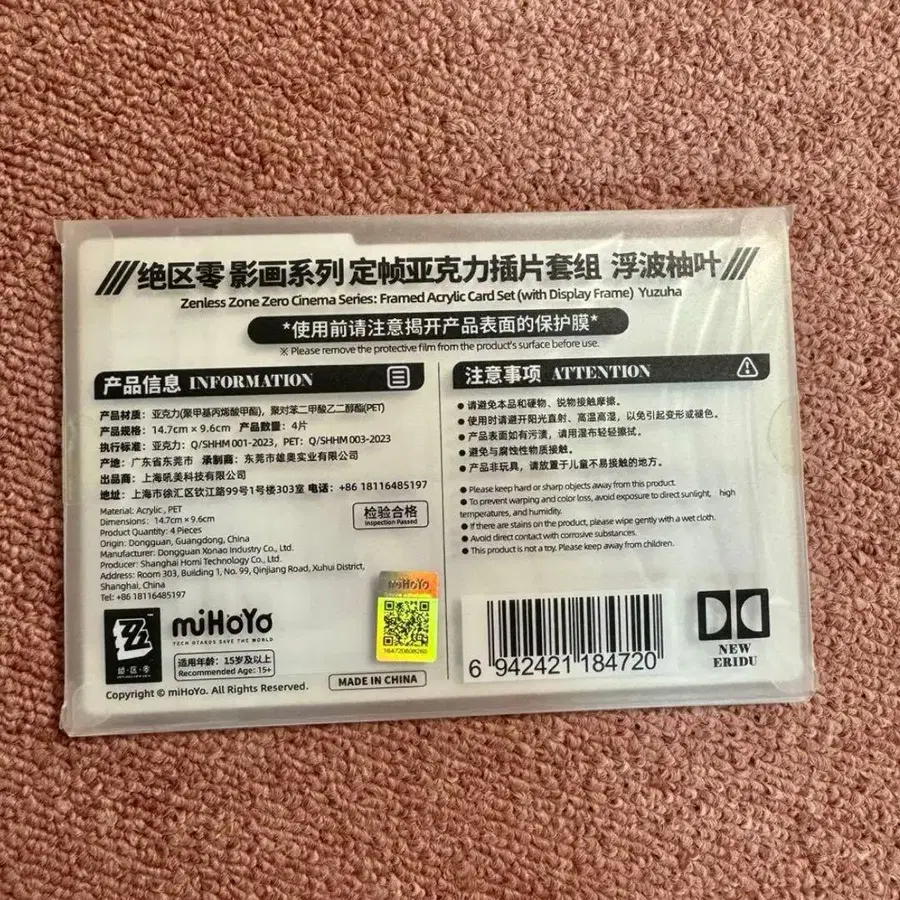 绝区零 影画系列 定帧亚克力插片套组 浮波柚叶
Zenless Zone Zero Cinema Series: Framed Acrylic Card Set (with Display Frame) Yuzuha
*使用前请注意揭开产品表面的保护膜*
※ Please remove the protective film from the product's surface before use.
产品信息 INFORMATION
产品材质：亚克力(聚甲基丙烯酸甲酯)，聚对苯二甲酸乙二醇酯(PET)
产品规格：14.7cm × 9.6cm 产品数量：4片
执行标准：亚克力：Q/SHHM 001-2023，PET：Q/SHHM 003-2023
产地：广东省东莞市 承制商：东莞市雄奥实业有限公司
出品商：上海吼美科技有限公司
地址：上海市徐汇区钦江路99号1号楼303室 电话：+86 18116485197
Material: Acrylic , PET
Dimensions: 14.7cm × 9.6cm
Product Quantity: 4 Pieces
Origin: Dongguan, Guangdong, China
Manufacturer: Dongguan Xonao Industry Co., Ltd.
Producer: Shanghai Homi Technology Co., Ltd.
Address: Room 303, Building 1, No. 99, Qinjiang Road, Xuhui District,
Shanghai, China
Tel: +86 18116485197
检验合格
Inspection Passed
绝·区·零
miHoYo
TECH OTAKUS SAVE THE WORLD
适用年龄：15岁及以上
Recommended Age: 15+
miHoYo
164720808260
MADE IN CHINA
Copyright © miHoYo. All Rights Reserved.
注意事项 ATTENTION
● 请避免本品和硬物、锐物接触摩擦。
● 使用时请避开阳光直射、高温高湿，以免引起变形或褪色。
● 产品表面如有污渍，请用湿布轻轻擦拭。
● 避免与腐蚀性物质接触。
● 产品非玩具，请放置于儿童不易接触的地方。
● Please keep hard or sharp objects away from this product.
● To prevent warping and color loss, avoid exposure to direct sunlight, high
temperatures, and humidity.
● If there are stains on the product, please wipe gently with a wet cloth.
● Avoid direct contact with corrosive substances.
● This product is not a toy. Please keep away from children.
6 942421 184720
NEW
ERIDU